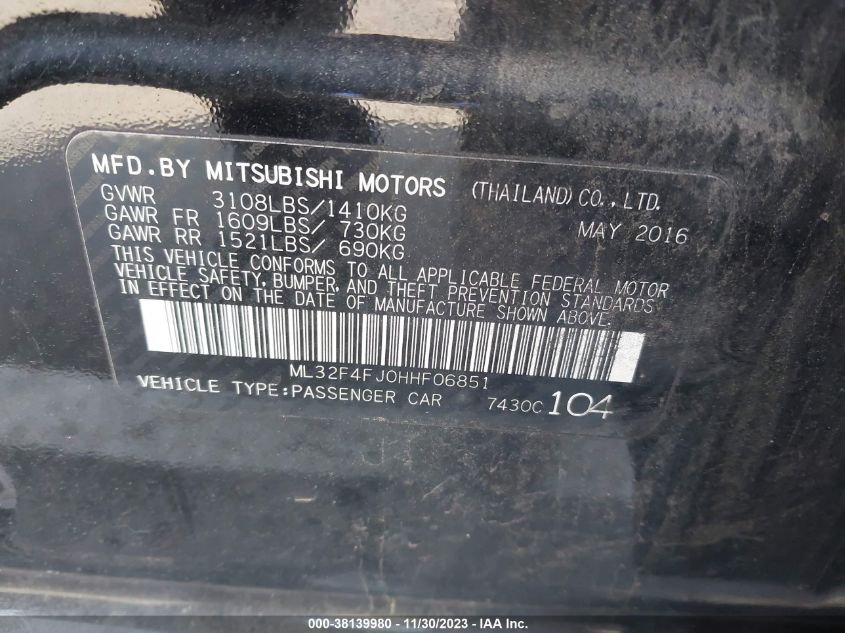 MFD. BY MITSUBISHI MOTORS (THAILAND) CO., LTD.
GVWR 3108LBS/1410KG MAY 2016
GAWR FR 1609LBS/ 730KG
GAWR RR 1521LBS/ 690KG
THIS VEHICLE CONFORMS TO ALL APPLICABLE FEDERAL MOTOR
VEHICLE SAFETY, BUMPER, AND THEFT PREVENTION STANDARDS
IN EFFECT ON THE DATE OF MANUFACTURE SHOWN ABOVE.
ML32F4FJ0HHF06851
VEHICLE TYPE:PASSENGER CAR 7430C 104
000-38139980 - 11/30/2023 - IAA Inc.